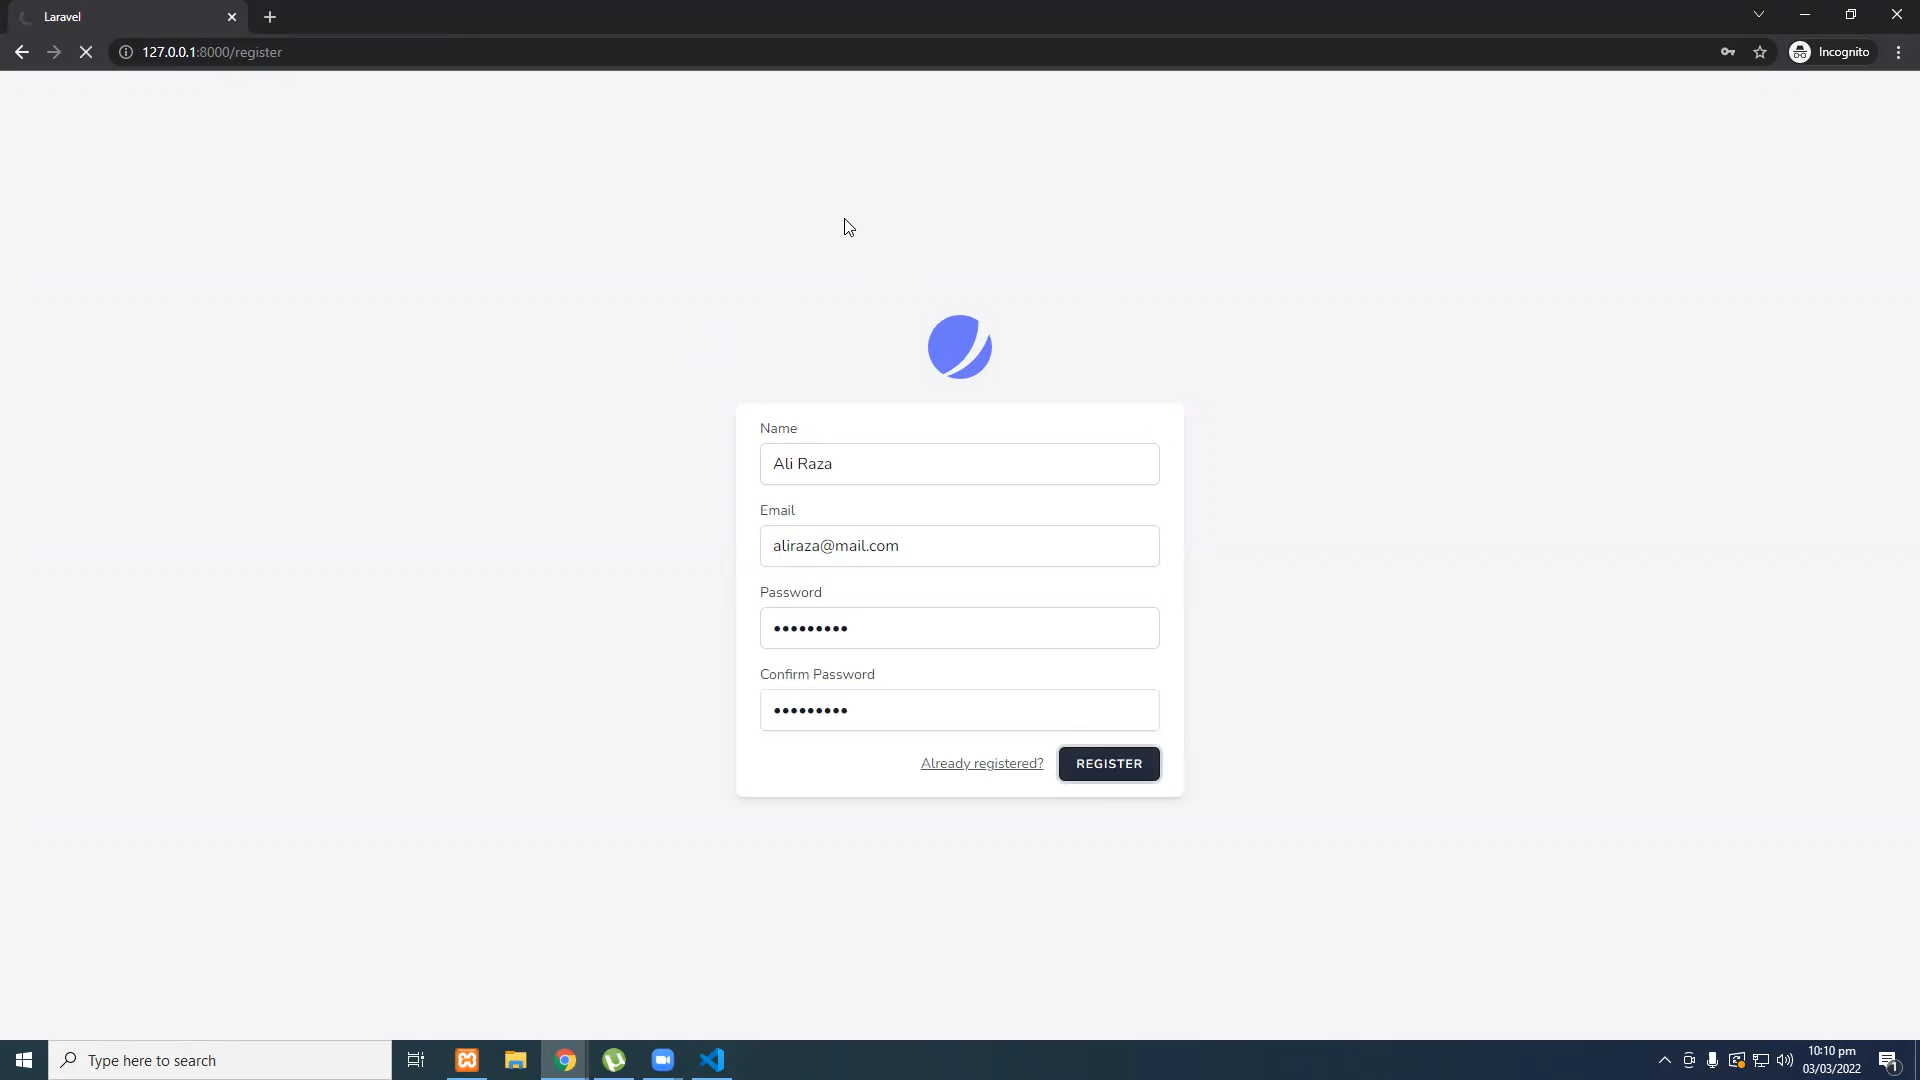 Laravel
127.0.0.1:8000/register
Incognito
Name
Ali Raza
Email
aliraza@mail.com
Password
•••••••••
Confirm Password
•••••••••
Already registered?
REGISTER
Type here to search
10:10 pm
03/03/2022
1